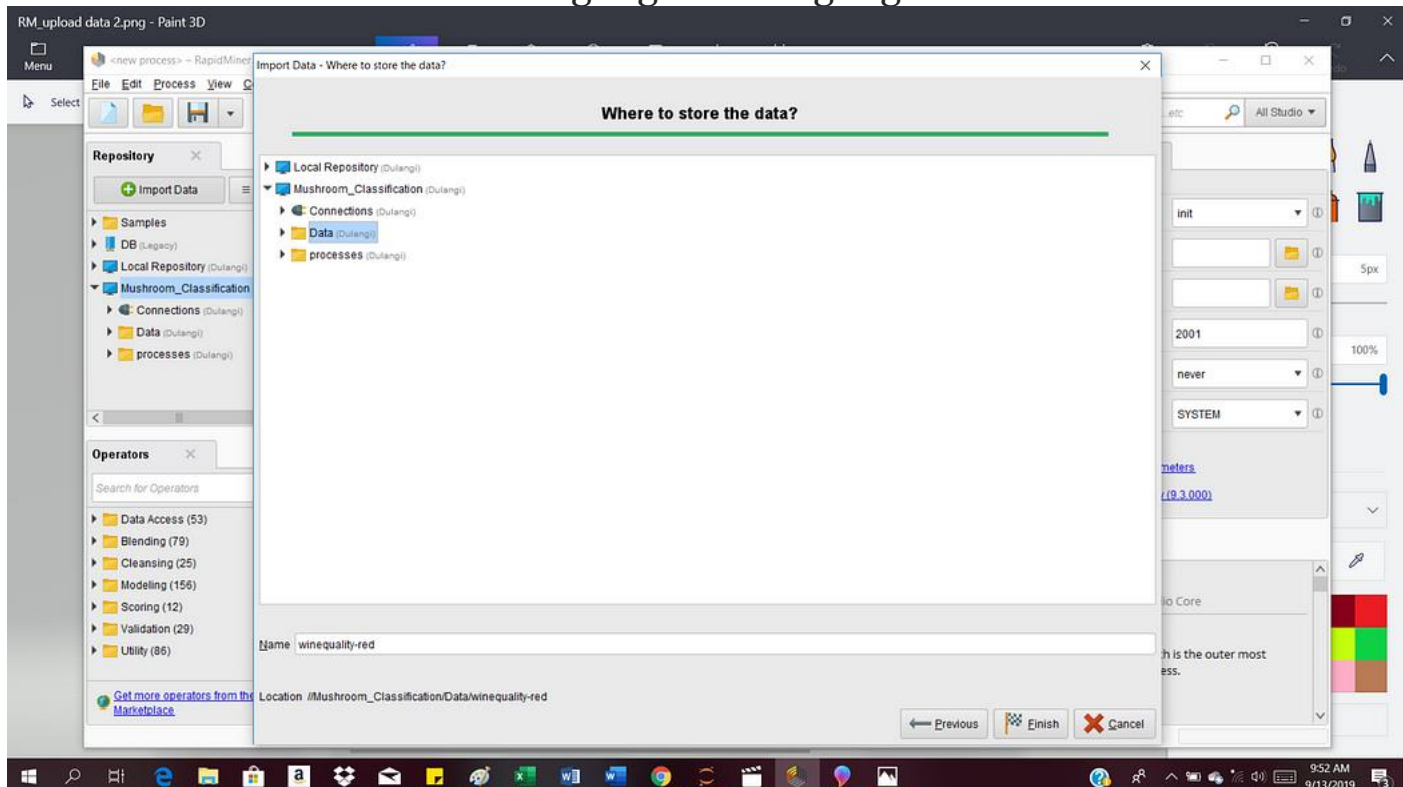 RM_upload data 2.png - Paint 3D
Menu
Select
<new process> – RapidMiner
File Edit Process View
Import Data - Where to store the data?
Where to store the data?
All Studio
Repository
Import Data
Samples
DB (Legacy)
Local Repository (Dulangi)
Mushroom_Classification
Connections (Dulangi)
Data (Dulangi)
processes (Dulangi)
Local Repository (Dulangi)
Mushroom_Classification (Dulangi)
Connections (Dulangi)
Data (Dulangi)
processes (Dulangi)
init
2001
never
SYSTEM
5px
100%
meters
(9.3.000)
Operators
Search for Operators
Data Access (53)
Blending (79)
Cleansing (25)
Modeling (156)
Scoring (12)
Validation (29)
Utility (86)
Get more operators from the
Marketplace
Name winequality-red
Location //Mushroom_Classification/Data/winequality-red
Previous Finish Cancel
io Core
h is the outer most
ess.
9:52 AM
9/13/2019